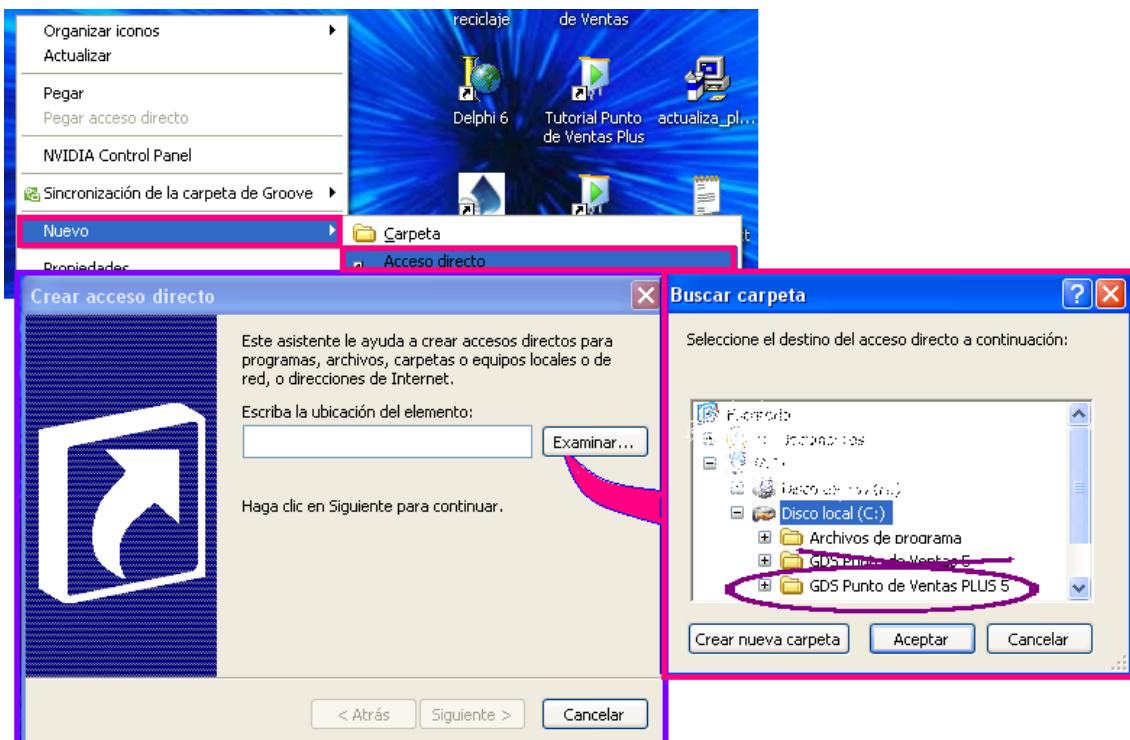 reciclaje
de Ventas
Organizar iconos
Actualizar
Pegar
Pegar acceso directo
NVIDIA Control Panel
Sincronización de la carpeta de Groove
Nuevo
Propiedades
Delphi 6
Tutorial Punto
de Ventas Plus
actualiza_pl...
Carpeta
Acceso directo
Crear acceso directo
Este asistente le ayuda a crear accesos directos para
programas, archivos, carpetas o equipos locales o de
red, o direcciones de Internet.
Escriba la ubicación del elemento:
Examinar...
Haga clic en Siguiente para continuar.
< Atrás
Siguiente >
Cancelar
Buscar carpeta
Seleccione el destino del acceso directo a continuación:
Disco local (C:)
Archivos de programa
GDS Punto de Ventas 5
GDS Punto de Ventas PLUS 5
Crear nueva carpeta
Aceptar
Cancelar